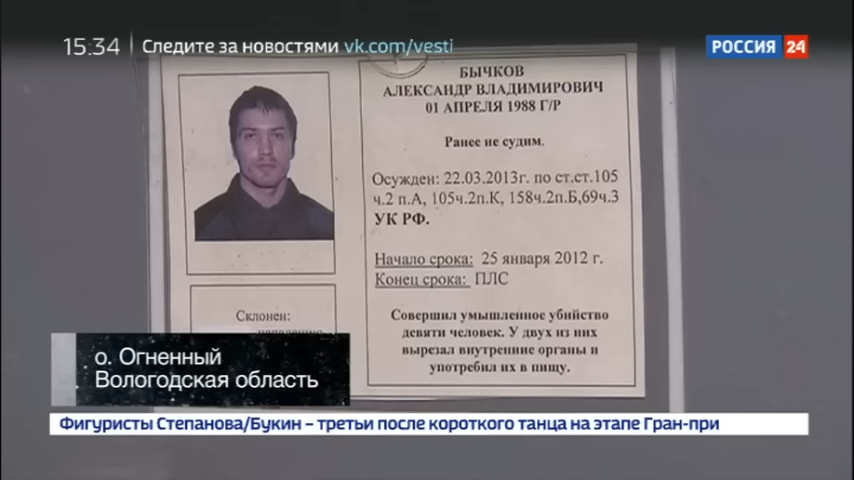 15:34 Следите за новостями vk.com/vesti
РОССИЯ 24
БЫЧКОВ
АЛЕКСАНДР ВЛАДИМИРОВИЧ
01 АПРЕЛЯ 1988 Г/Р
Ранее не судим.
Осужден: 22.03.2013г. по ст.ст.105
ч.2 п.А, 105ч.2п.К, 158ч.2п.Б,69ч.3
УК РФ.
Начало срока: 25 января 2012 г.
Конец срока: ПЛС
Совершил умышленное убийство
девяти человек. У двух из них
вырезал внутренние органы и
употребил их в пищу.
Склонен:
о. Огненный
Вологодская область
Фигуристы Степанова/Букин – третьи после короткого танца на этапе Гран-при